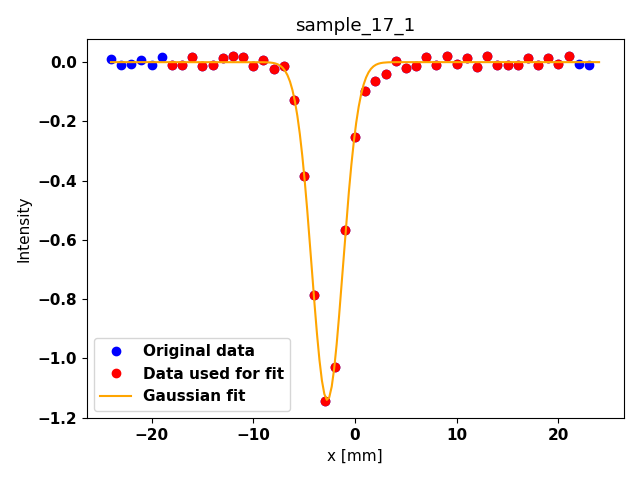 sample_17_1
0.0
−0.2
−0.4
−0.6
−0.8
−1.0
−1.2
Intensity
Original data
Data used for fit
Gaussian fit
−20
−10
0
10
20
x [mm]